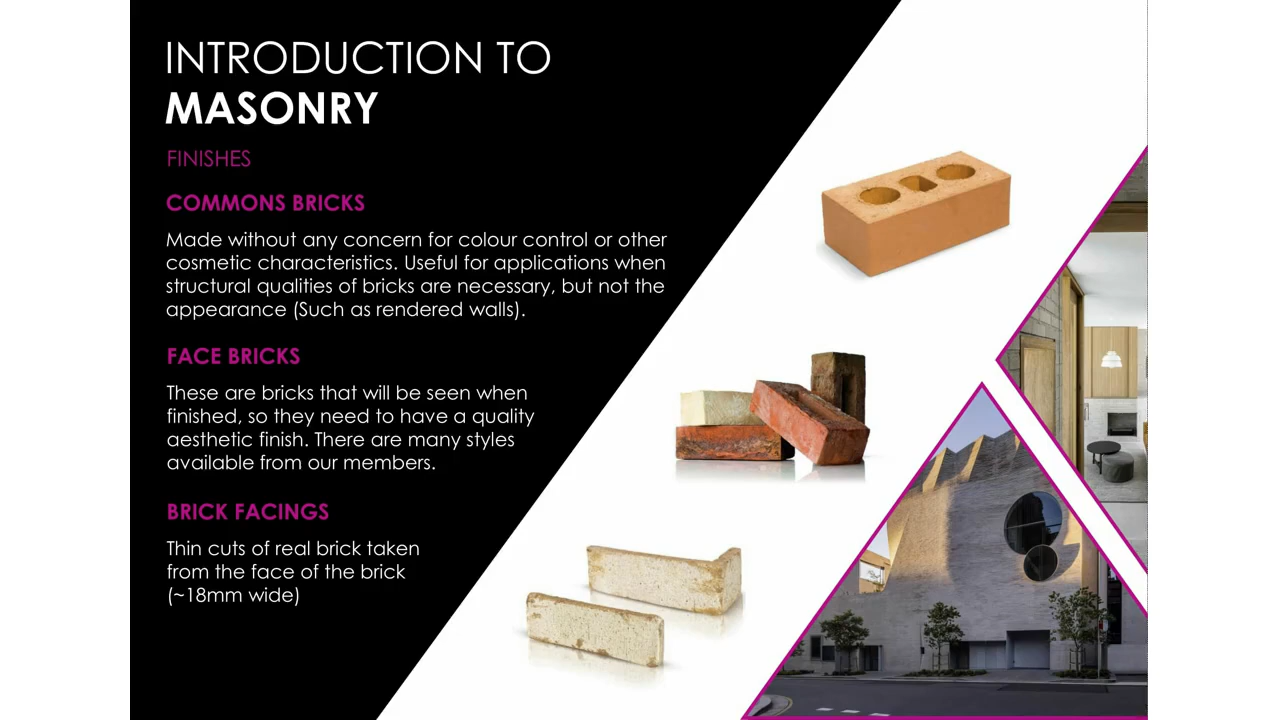 INTRODUCTION TO
MASONRY
FINISHES
COMMONS BRICKS
Made without any concern for colour control or other
cosmetic characteristics. Useful for applications when
structural qualities of bricks are necessary, but not the
appearance (Such as rendered walls).
FACE BRICKS
These are bricks that will be seen when
finished, so they need to have a quality
aesthetic finish. There are many styles
available from our members.
BRICK FACINGS
Thin cuts of real brick taken
from the face of the brick
(~18mm wide)